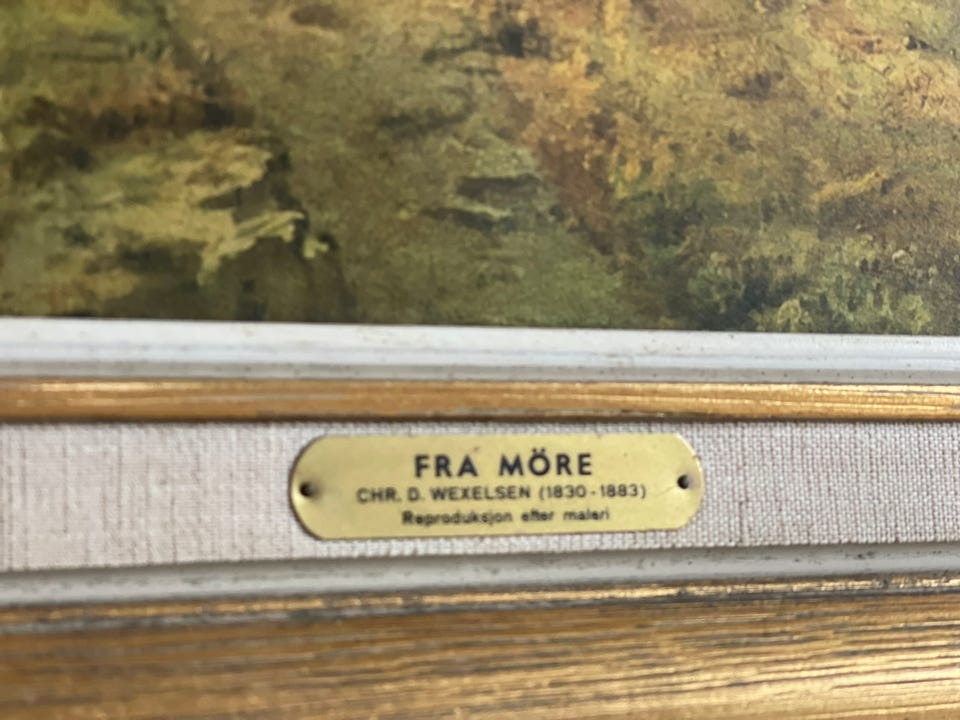 FRA MÖRE
CHR. D. WEXELSEN (1830-1883)
Reproduksjon efter maleri